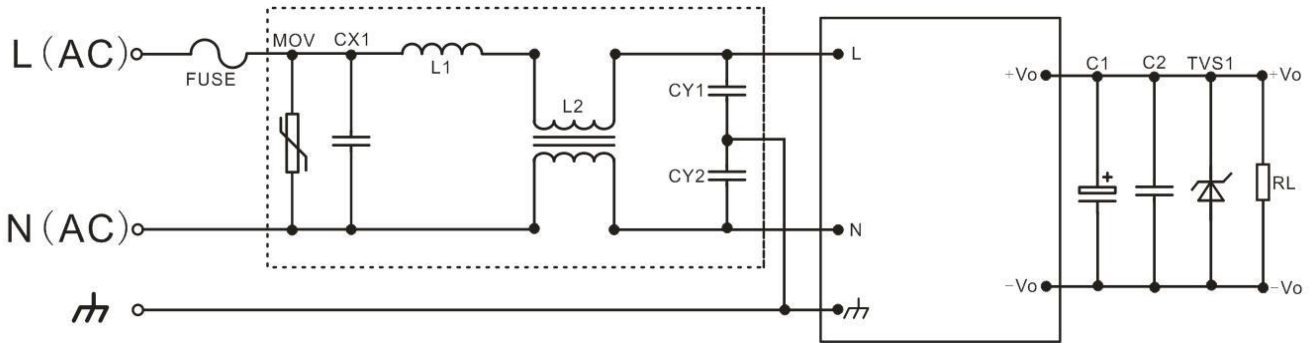 L (AC)
FUSE
MOV
CX1
L1
L2
CY1
CY2
L
N (AC)
N
+Vo
-Vo
C1
C2
TVS1
+
+Vo
RL
-Vo